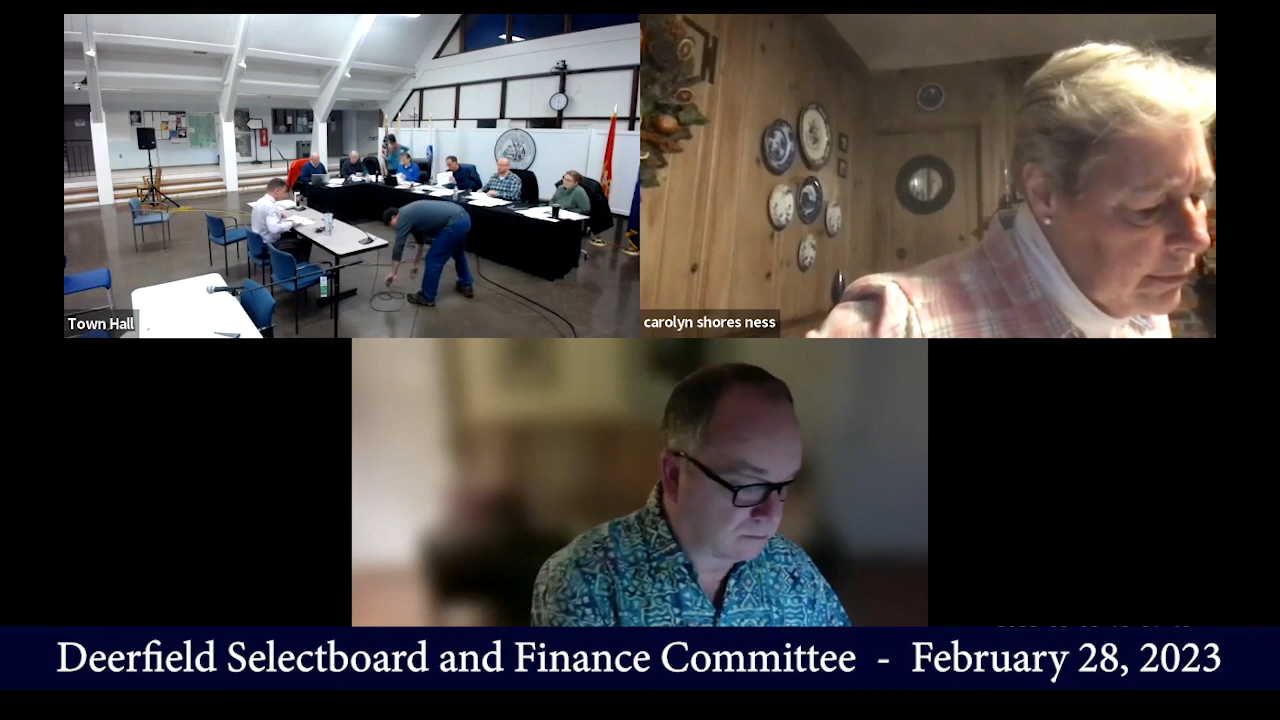 Town Hall
carolyn shores ness
Deerfield Selectboard and Finance Committee - February 28, 2023